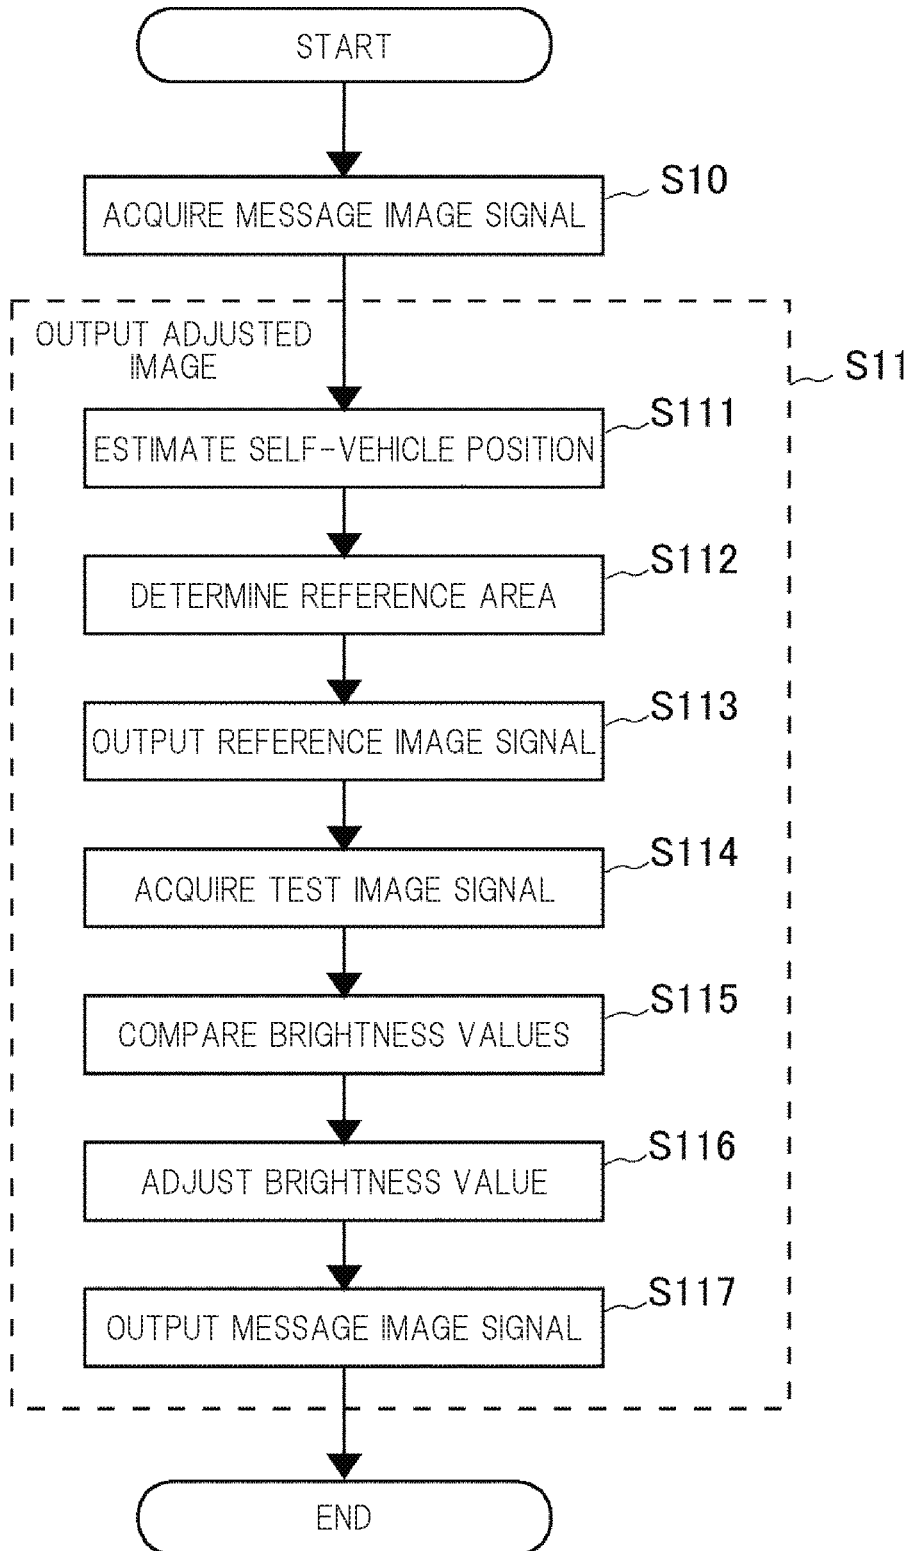 START
ACQUIRE MESSAGE IMAGE SIGNAL
S10
OUTPUT ADJUSTED
IMAGE
S11
ESTIMATE SELF-VEHICLE POSITION
S111
DETERMINE REFERENCE AREA
S112
OUTPUT REFERENCE IMAGE SIGNAL
S113
ACQUIRE TEST IMAGE SIGNAL
S114
COMPARE BRIGHTNESS VALUES
S115
ADJUST BRIGHTNESS VALUE
S116
OUTPUT MESSAGE IMAGE SIGNAL
S117
END